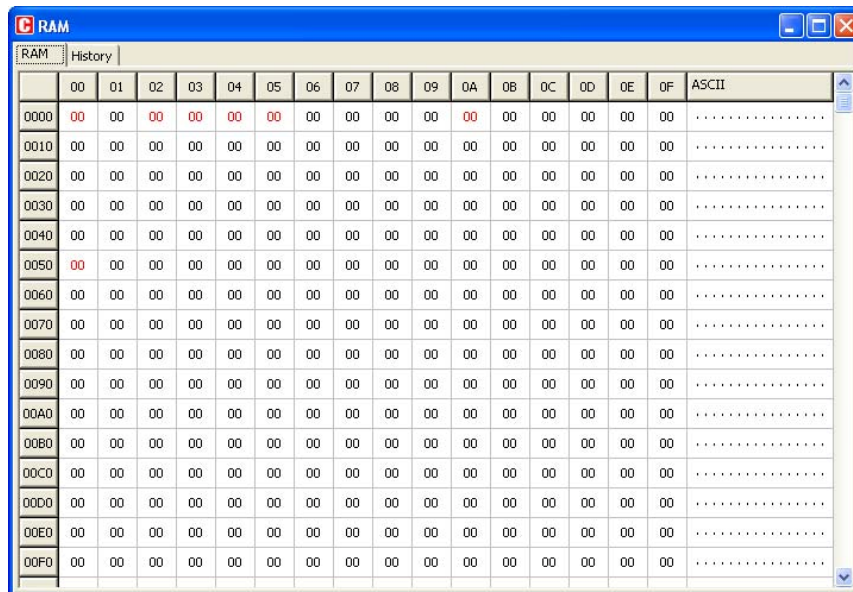 C RAM
RAM History
00 01 02 03 04 05 06 07 08 09 0A 0B 0C 0D 0E 0F ASCII
0000 00 00 00 00 00 00 00 00 00 00 00 00 00 00 00 00 ................
0010 00 00 00 00 00 00 00 00 00 00 00 00 00 00 00 00 ................
0020 00 00 00 00 00 00 00 00 00 00 00 00 00 00 00 00 ................
0030 00 00 00 00 00 00 00 00 00 00 00 00 00 00 00 00 ................
0040 00 00 00 00 00 00 00 00 00 00 00 00 00 00 00 00 ................
0050 00 00 00 00 00 00 00 00 00 00 00 00 00 00 00 00 ................
0060 00 00 00 00 00 00 00 00 00 00 00 00 00 00 00 00 ................
0070 00 00 00 00 00 00 00 00 00 00 00 00 00 00 00 00 ................
0080 00 00 00 00 00 00 00 00 00 00 00 00 00 00 00 00 ................
0090 00 00 00 00 00 00 00 00 00 00 00 00 00 00 00 00 ................
00A0 00 00 00 00 00 00 00 00 00 00 00 00 00 00 00 00 ................
00B0 00 00 00 00 00 00 00 00 00 00 00 00 00 00 00 00 ................
00C0 00 00 00 00 00 00 00 00 00 00 00 00 00 00 00 00 ................
00D0 00 00 00 00 00 00 00 00 00 00 00 00 00 00 00 00 ................
00E0 00 00 00 00 00 00 00 00 00 00 00 00 00 00 00 00 ................
00F0 00 00 00 00 00 00 00 00 00 00 00 00 00 00 00 00 ................